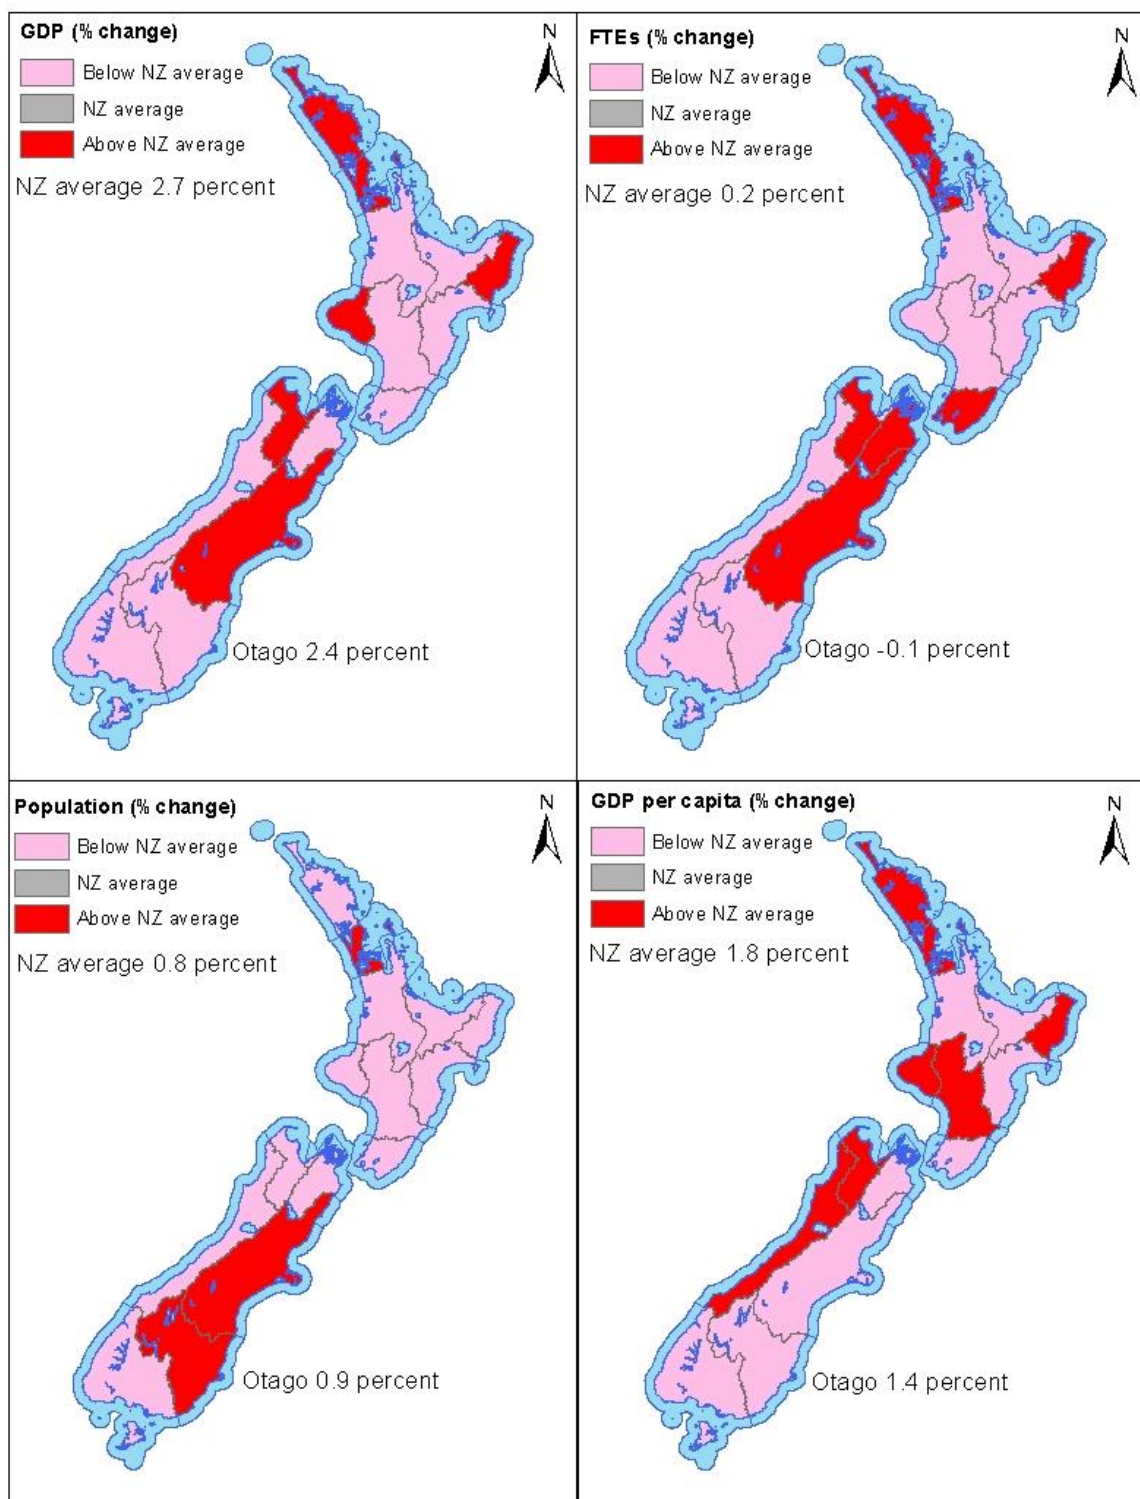 GDP (% change)
N
Below NZ average
NZ average
Above NZ average
NZ average 2.7 percent
Otago 2.4 percent
FTEs (% change)
N
Below NZ average
NZ average
Above NZ average
NZ average 0.2 percent
Otago -0.1 percent
Population (% change)
N
Below NZ average
NZ average
Above NZ average
NZ average 0.8 percent
Otago 0.9 percent
GDP per capita (% change)
N
Below NZ average
NZ average
Above NZ average
NZ average 1.8 percent
Otago 1.4 percent